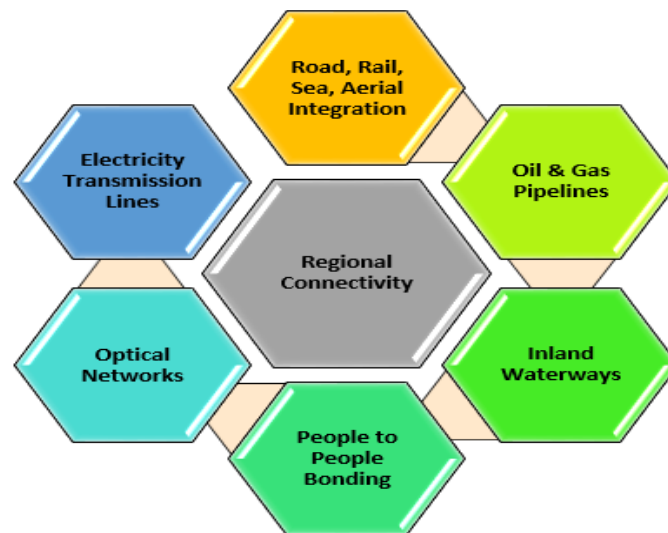 Road, Rail,
Sea, Aerial
Integration
Oil & Gas
Pipelines
Inland
Waterways
People to
People
Bonding
Optical
Networks
Electricity
Transmission
Lines
Regional
Connectivity